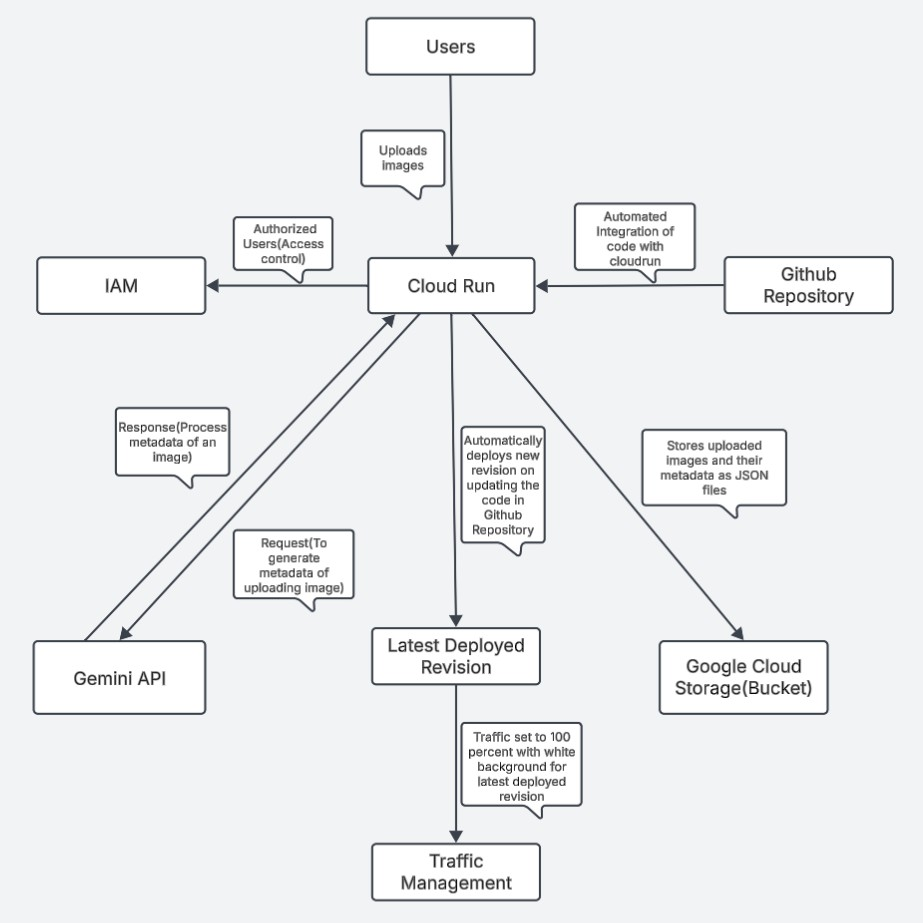 Users
Uploads
images
Authorized
Users(Access
control)
Automated
Integration of
code with
cloudrun
IAM
Cloud Run
Github
Repository
Response(Process
metadata of an
image)
Automatically
deploys new
revision on
updating the
code in
Github
Repository
Stores uploaded
images and their
metadata as JSON
files
Request(To
generate
metadata of
uploading image)
Gemini API
Latest Deployed
Revision
Google Cloud
Storage(Bucket)
Traffic set to 100
percent with white
background for
latest deployed
revision
Traffic
Management